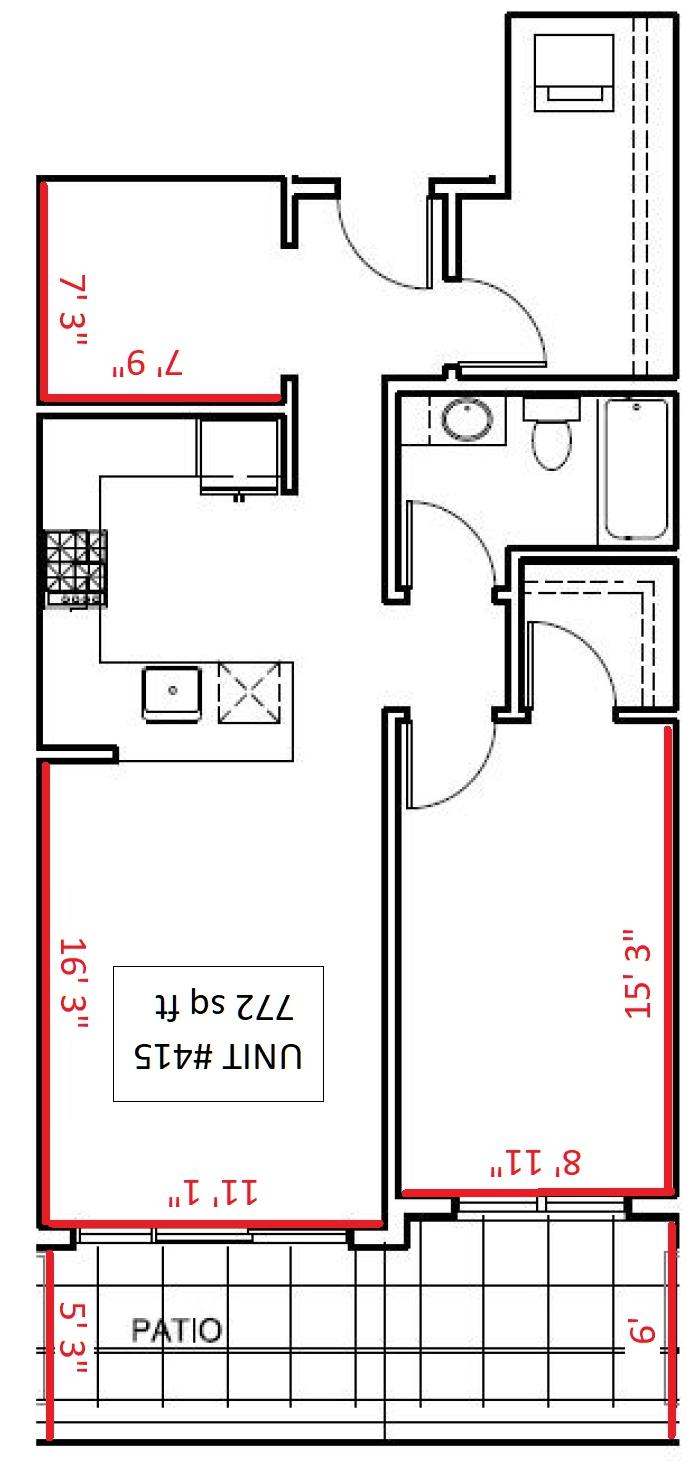 7' 3"
7' 9"
16' 3"
772 sq ft
UNIT #415
15' 3"
8' 11"
11' 1"
5' 3"
PATIO
6'